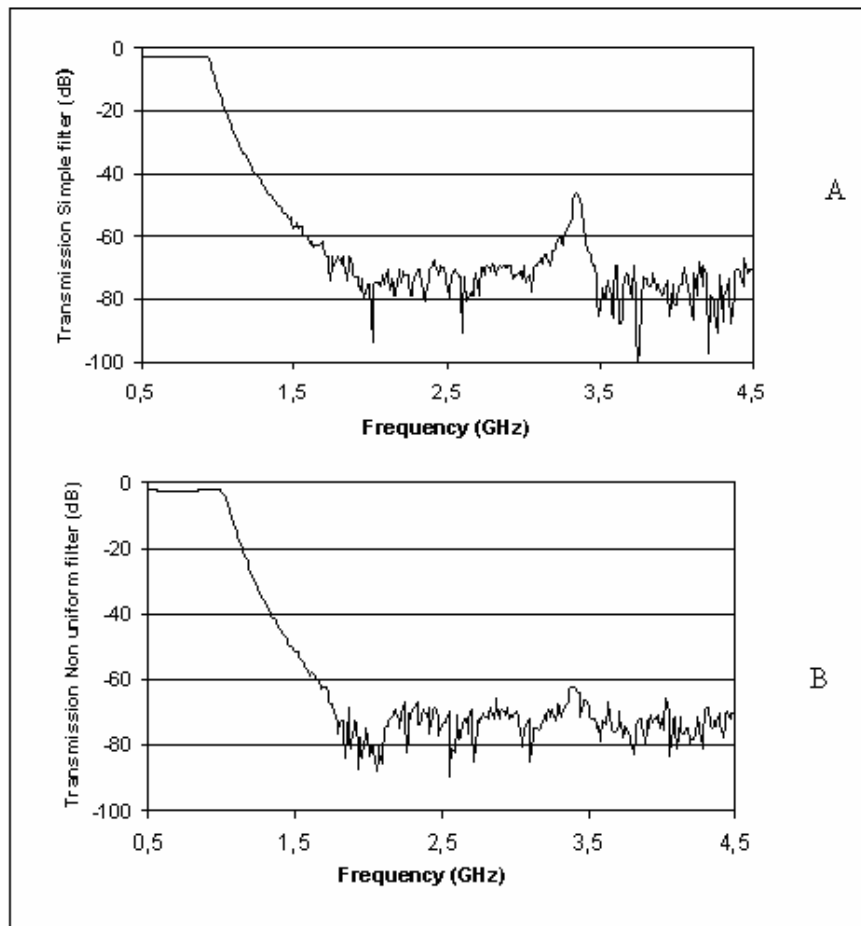 Transmission Simple filter (dB)
0
-20
-40
-60
-80
-100
0,5 1,5 2,5 3,5 4,5
Frequency (GHz)
A
Transmission Non uniform filter (dB)
0
-20
-40
-60
-80
-100
0,5 1,5 2,5 3,5 4,5
Frequency (GHz)
B